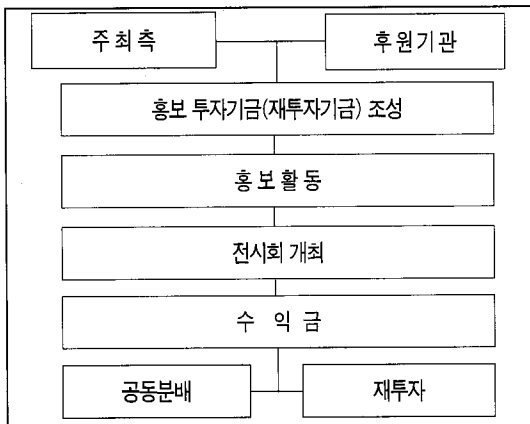 주최측 후원기관
홍보 투자기금(재투자기금) 조성
홍보활동
전시회 개최
수 익 금
공동분배 재투자